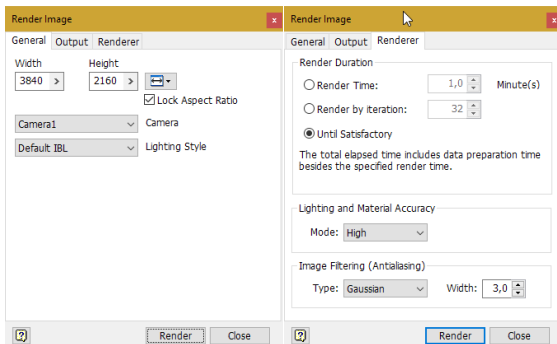 Render Image
x
General Output Renderer
Width Height
3840 > 2160 >
Lock Aspect Ratio
Camera1 Camera
Default IBL Lighting Style
Render Close
Render Image
x
General Output Renderer
Render Duration
Render Time: 1,0 Minute(s)
Render by iteration: 32
Until Satisfactory
The total elapsed time includes data preparation time
besides the specified render time.
Lighting and Material Accuracy
Mode: High
Image Filtering (Antialiasing)
Type: Gaussian Width: 3,0
? Render Close